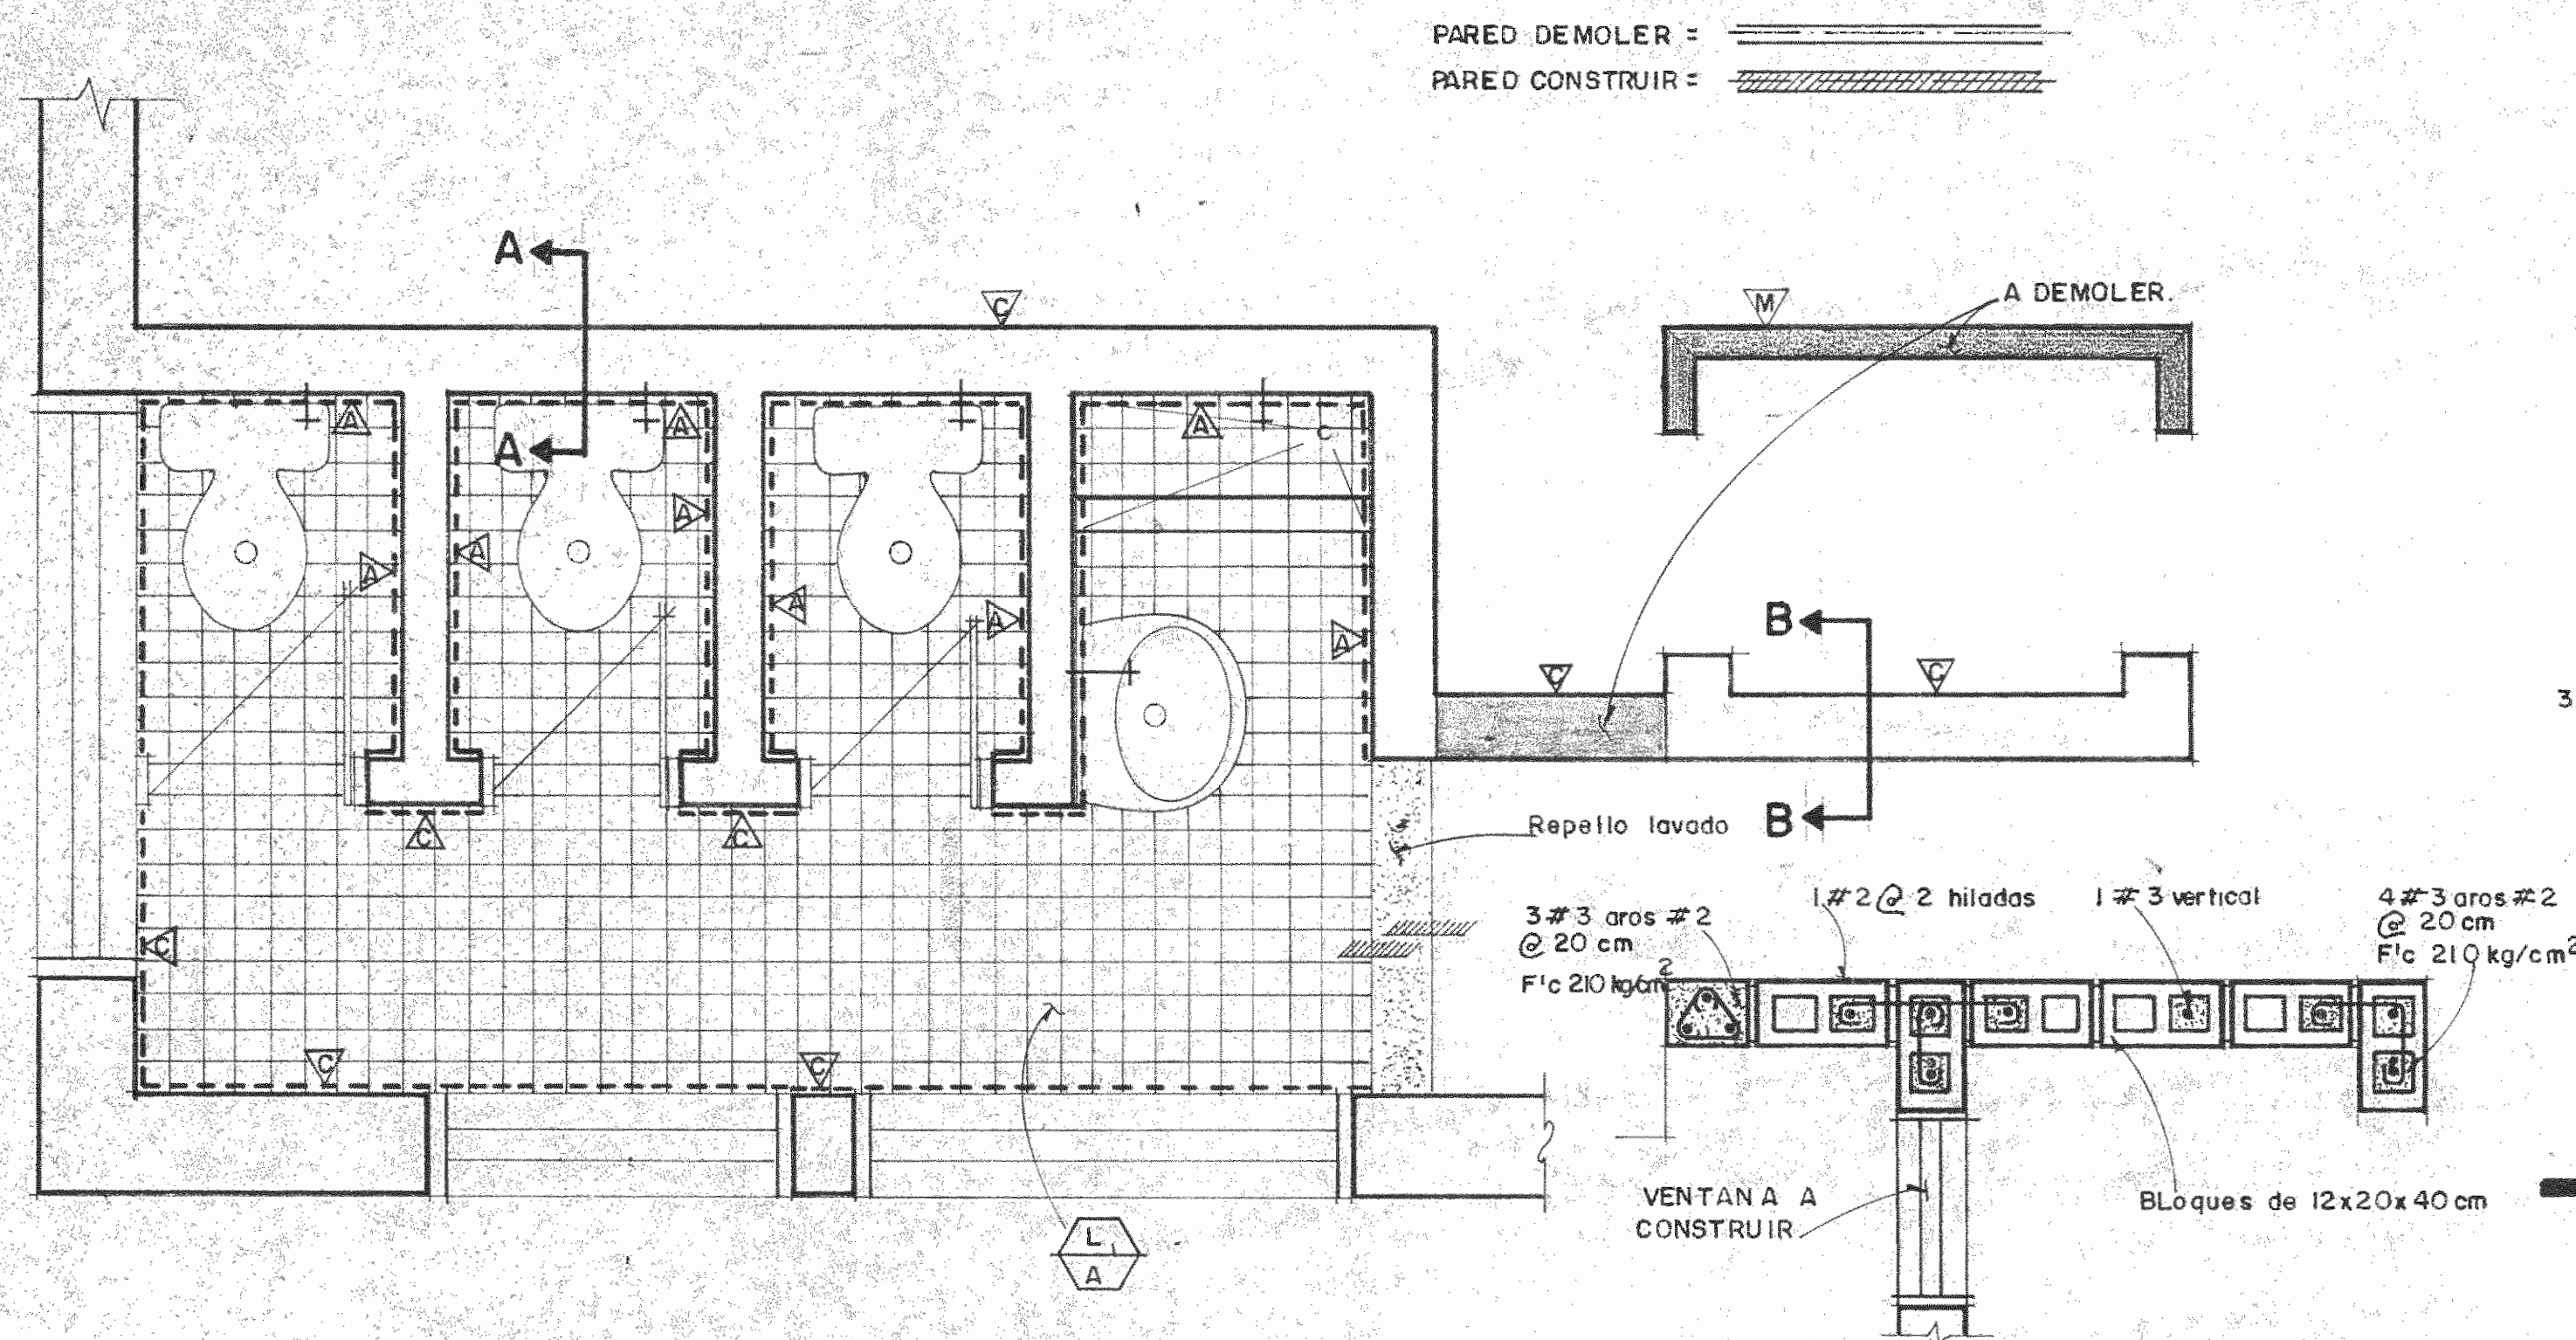 PARED DEMOLER =
PARED CONSTRUIR =
A
C
M
A DEMOLER.
A
A
A
A
C
A
A
A
B
A
A
A
A
C
C
3
C
C
Repello lavado
B
1 # 2 @ 2 hiladas
1 # 3 vertical
4 # 3 aros # 2
@ 20 cm
F'c 210 kg/cm2
3 # 3 aros # 2
@ 20 cm
F'c 210 kg/cm2
C
C
C
VENTANA A
CONSTRUIR
BLoques de 12x20x40 cm
L
A